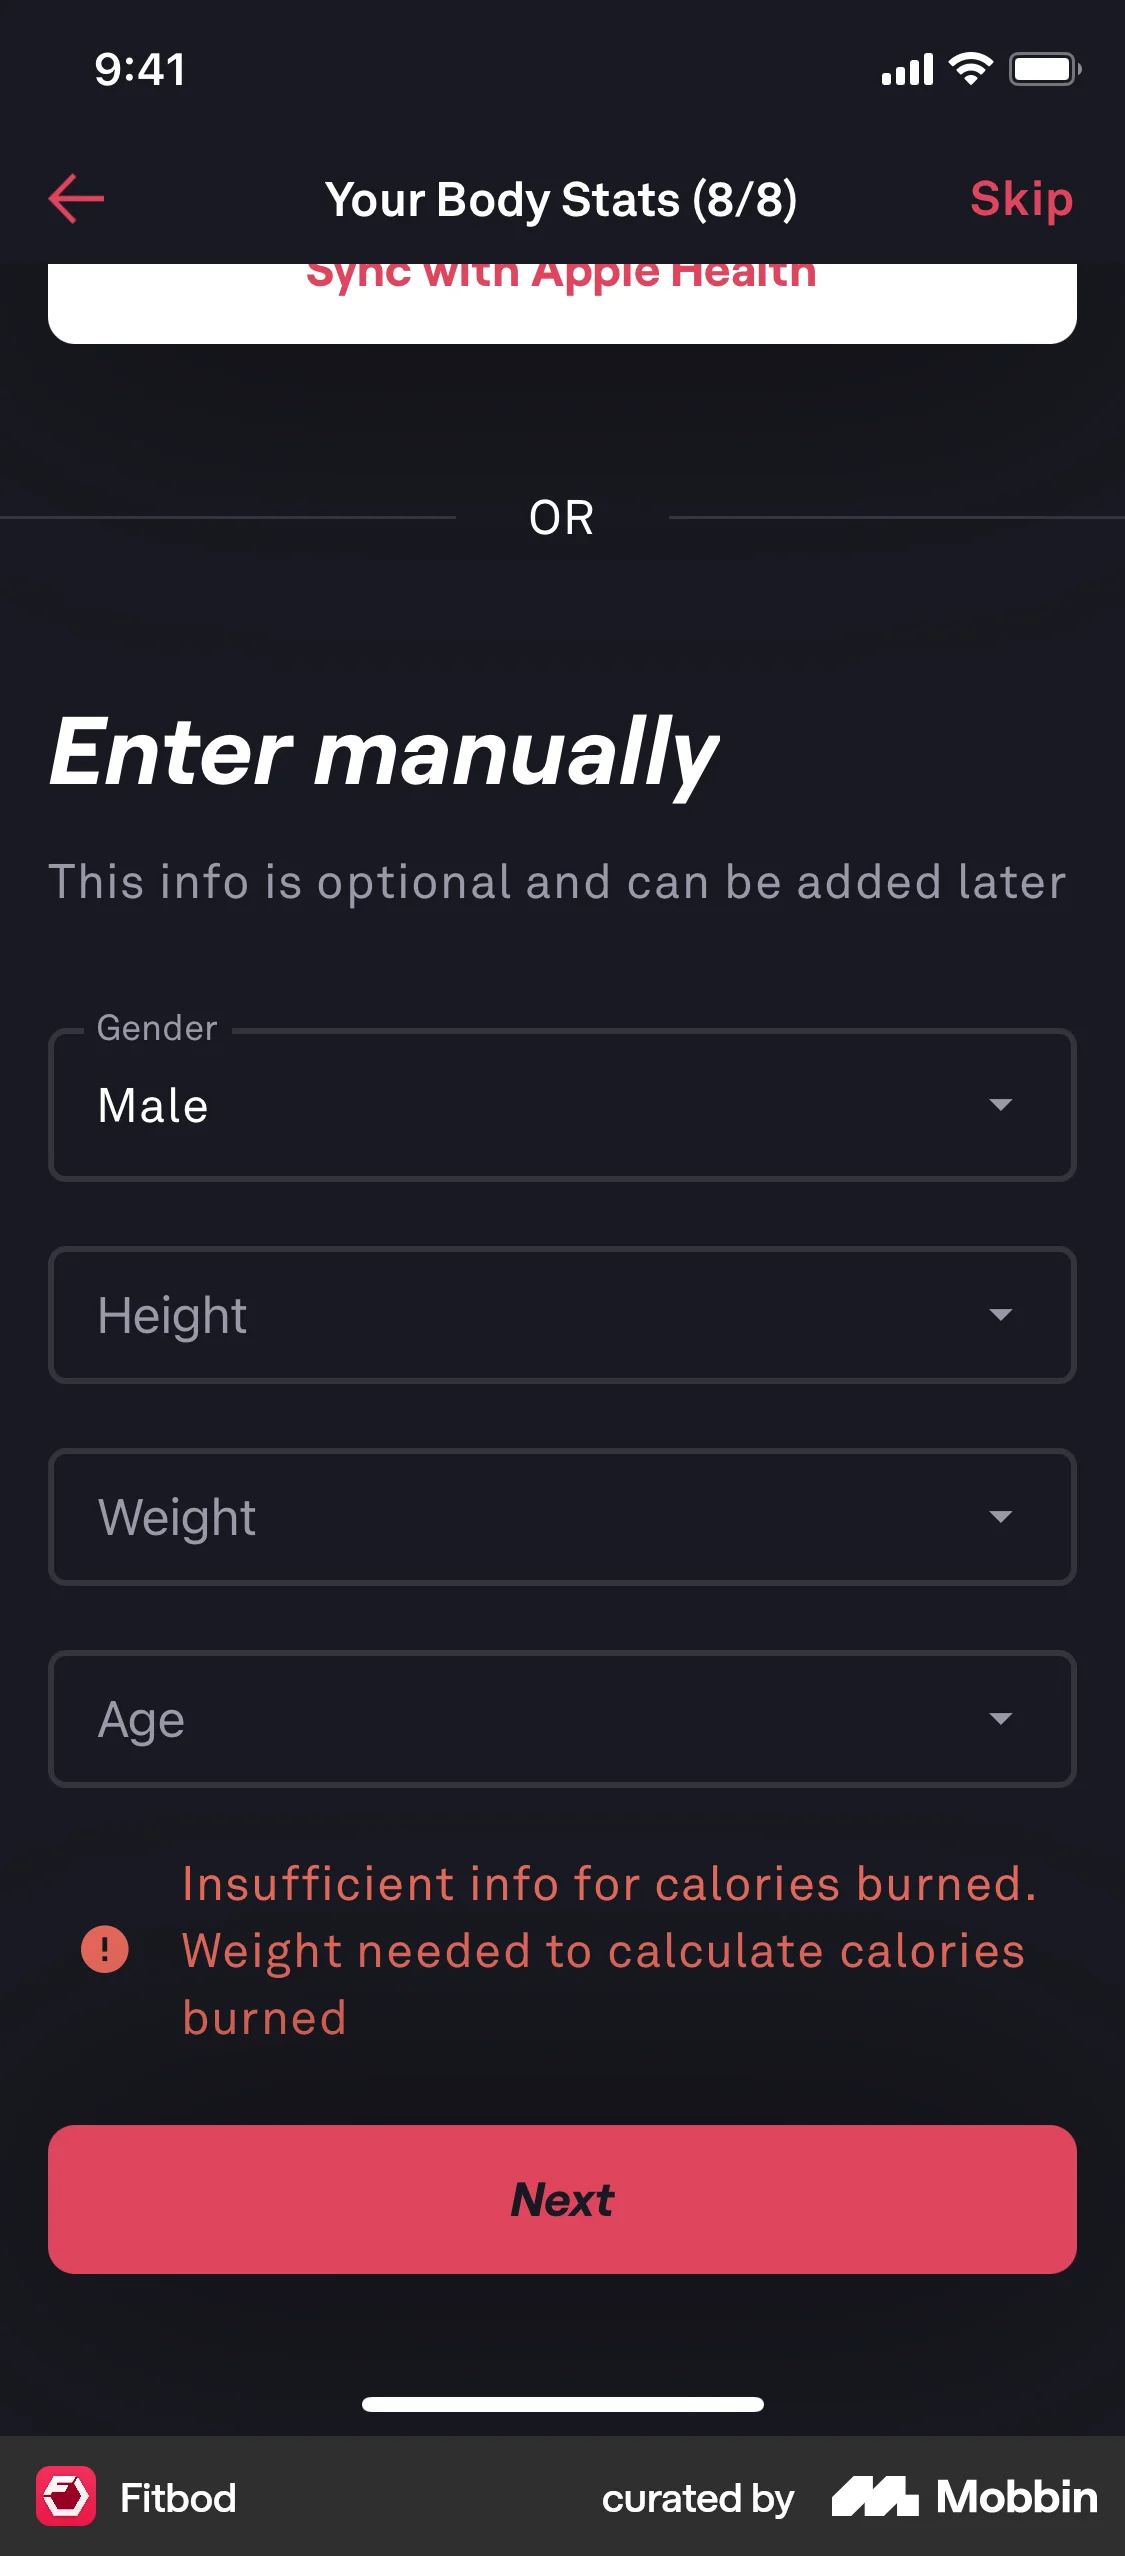 9:41
Your Body Stats (8/8)
Skip
Sync with Apple Health
OR
Enter manually
This info is optional and can be added later
Gender
Male
Height
Weight
Age
Insufficient info for calories burned.
Weight needed to calculate calories
burned
Next
Fitbod
curated by
Mobbin